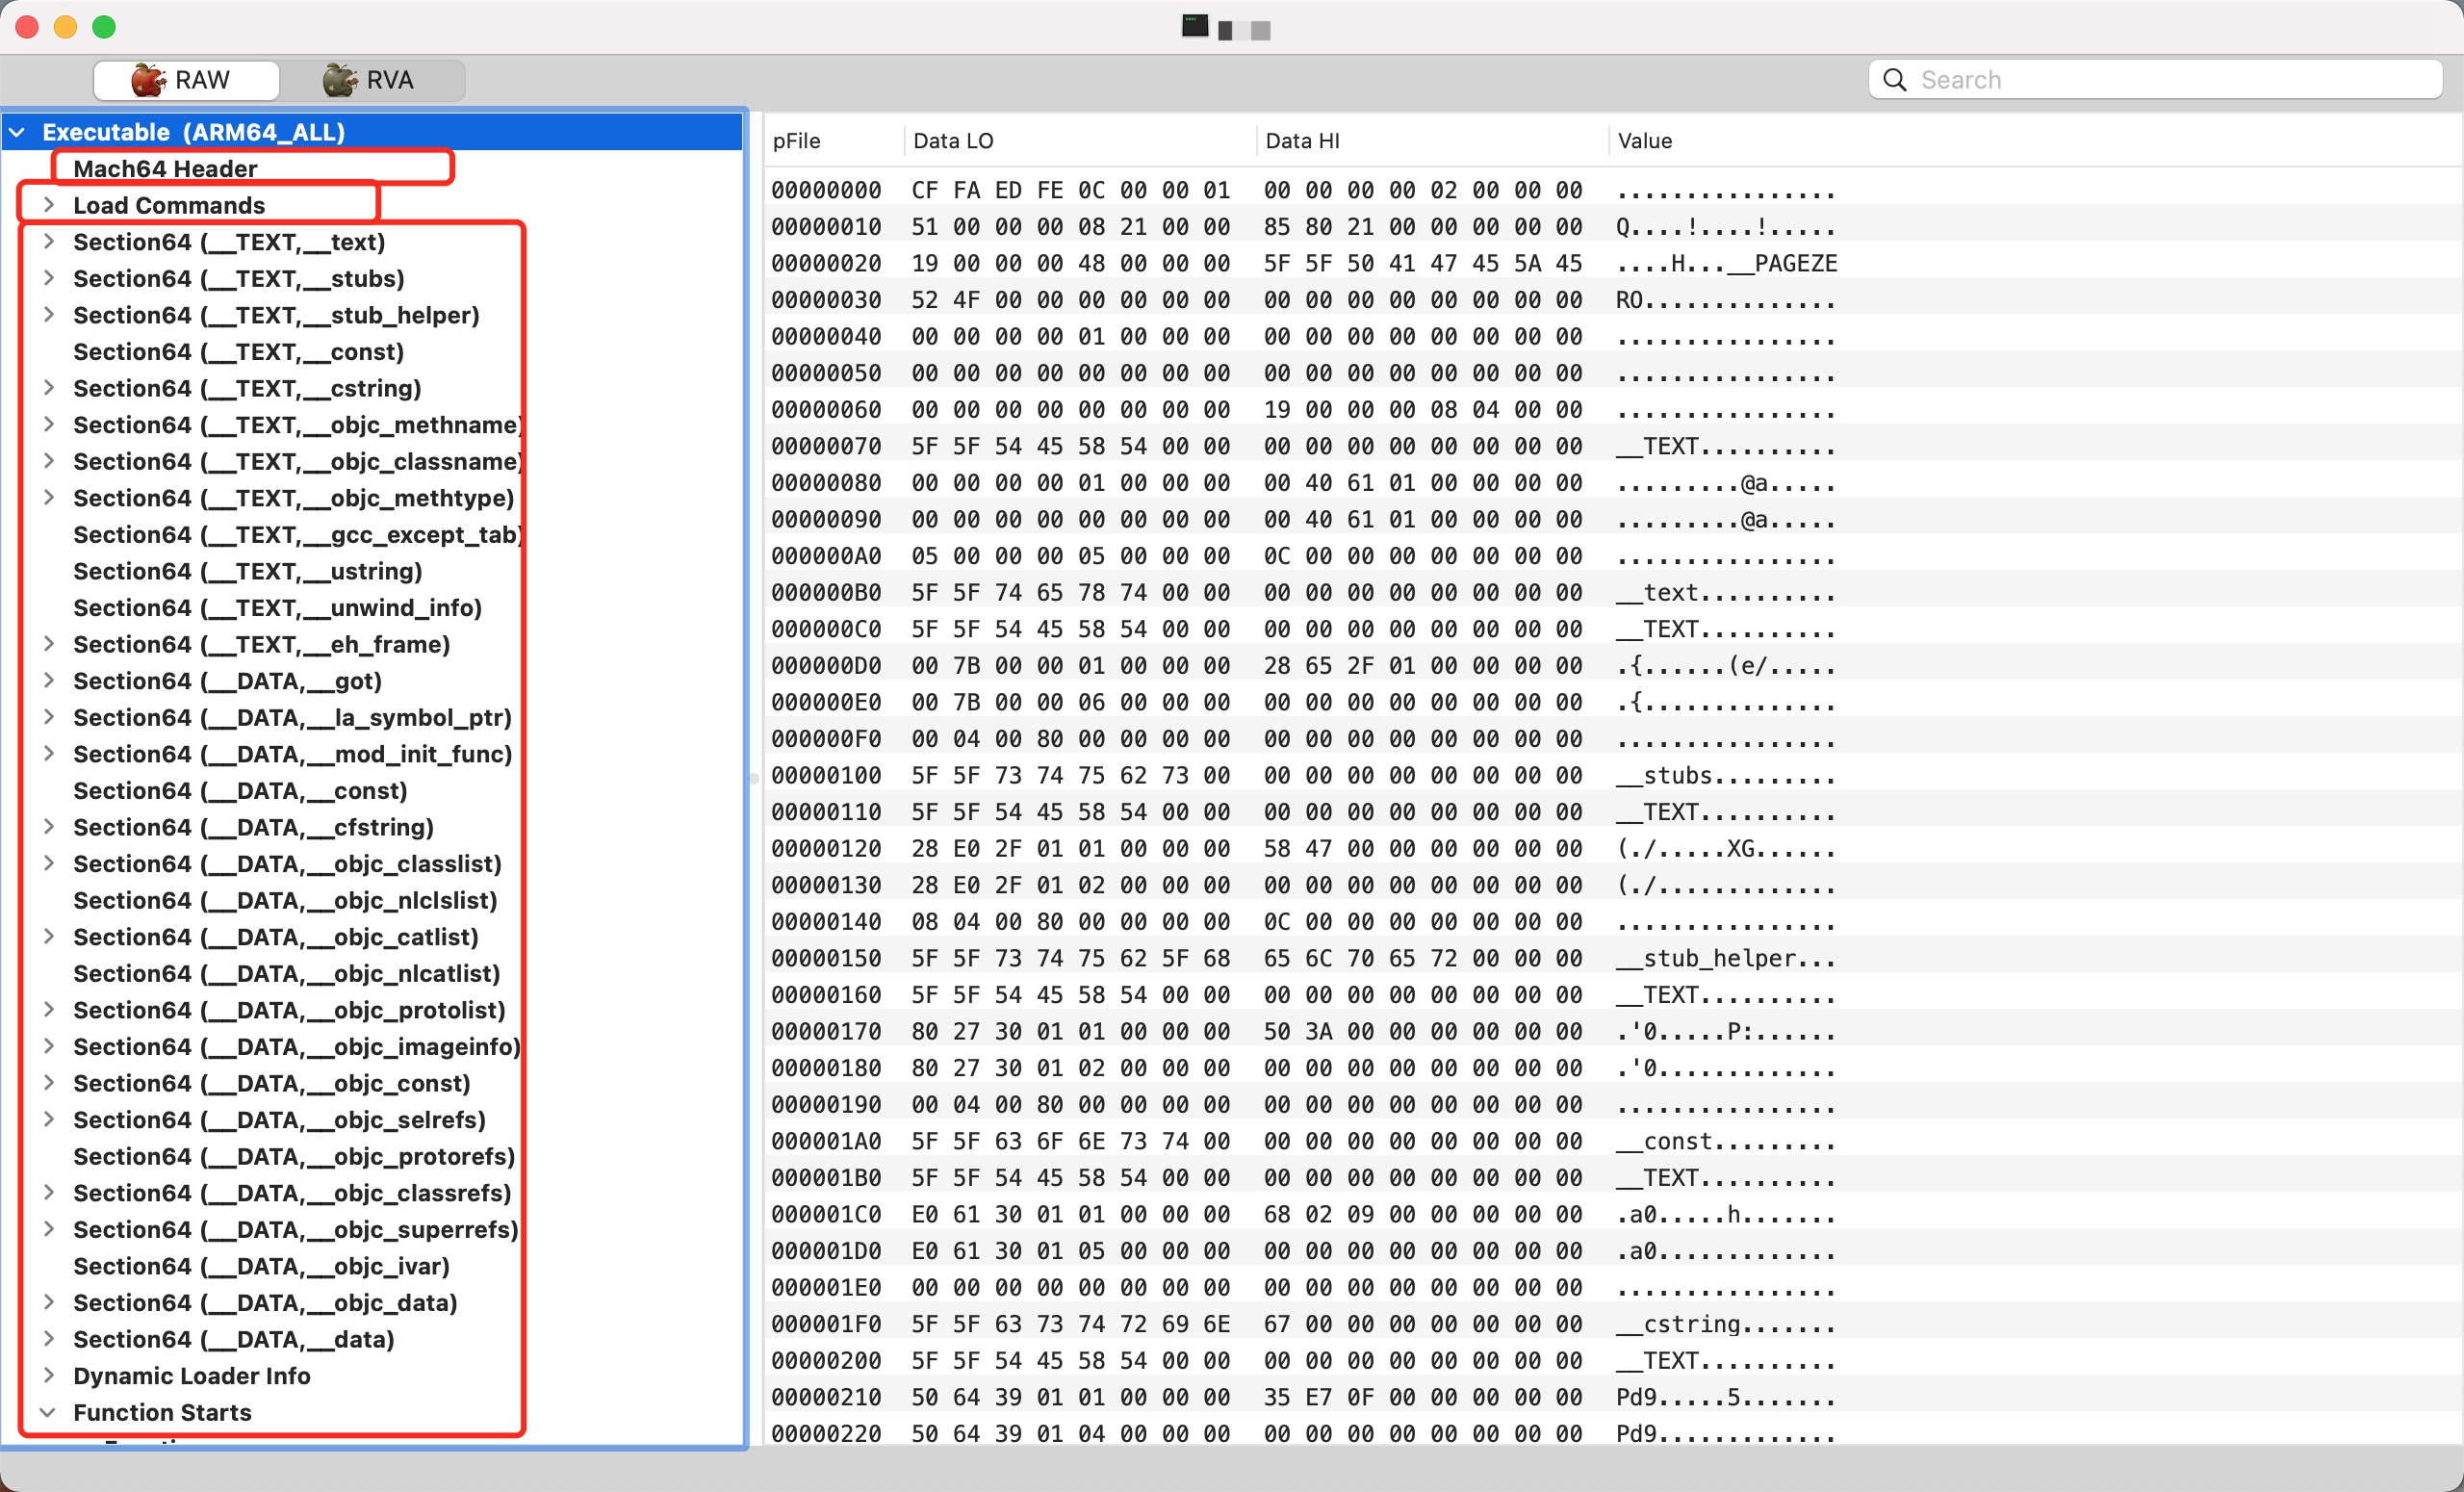 RAW
RVA
Search
Executable (ARM64_ALL)
Mach64 Header
Load Commands
Section64 (__TEXT,__text)
Section64 (__TEXT,__stubs)
Section64 (__TEXT,__stub_helper)
Section64 (__TEXT,__const)
Section64 (__TEXT,__cstring)
Section64 (__TEXT,__objc_methname)
Section64 (__TEXT,__objc_classname)
Section64 (__TEXT,__objc_methtype)
Section64 (__TEXT,__gcc_except_tab)
Section64 (__TEXT,__ustring)
Section64 (__TEXT,__unwind_info)
Section64 (__TEXT,__eh_frame)
Section64 (__DATA,__got)
Section64 (__DATA,__la_symbol_ptr)
Section64 (__DATA,__mod_init_func)
Section64 (__DATA,__const)
Section64 (__DATA,__cfstring)
Section64 (__DATA,__objc_classlist)
Section64 (__DATA,__objc_nlclslist)
Section64 (__DATA,__objc_catlist)
Section64 (__DATA,__objc_nlcatlist)
Section64 (__DATA,__objc_protolist)
Section64 (__DATA,__objc_imageinfo)
Section64 (__DATA,__objc_const)
Section64 (__DATA,__objc_selrefs)
Section64 (__DATA,__objc_protorefs)
Section64 (__DATA,__objc_classrefs)
Section64 (__DATA,__objc_superrefs)
Section64 (__DATA,__objc_ivar)
Section64 (__DATA,__objc_data)
Section64 (__DATA,__data)
Dynamic Loader Info
Function Starts
pFile Data LO Data HI Value
00000000 CF FA ED FE 0C 00 00 01 00 00 00 00 02 00 00 00 ................
00000010 51 00 00 00 08 21 00 00 85 80 21 00 00 00 00 00 Q....!....!.....
00000020 19 00 00 00 48 00 00 00 5F 5F 50 41 47 45 5A 45 ....H...__PAGEZE
00000030 52 4F 00 00 00 00 00 00 00 00 00 00 00 00 00 00 RO..............
00000040 00 00 00 00 01 00 00 00 00 00 00 00 00 00 00 00 ................
00000050 00 00 00 00 00 00 00 00 00 00 00 00 00 00 00 00 ................
00000060 00 00 00 00 00 00 00 00 19 00 00 00 08 04 00 00 ................
00000070 5F 5F 54 45 58 54 00 00 00 00 00 00 00 00 00 00 __TEXT..........
00000080 00 00 00 00 01 00 00 00 00 40 61 01 00 00 00 00 .........@a.....
00000090 00 00 00 00 00 00 00 00 00 40 61 01 00 00 00 00 .........@a.....
000000A0 05 00 00 00 05 00 00 00 0C 00 00 00 00 00 00 00 ................
000000B0 5F 5F 74 65 78 74 00 00 00 00 00 00 00 00 00 00 __text..........
000000C0 5F 5F 54 45 58 54 00 00 00 00 00 00 00 00 00 00 __TEXT..........
000000D0 00 7B 00 00 01 00 00 00 28 65 2F 01 00 00 00 00 .{......(e/.....
000000E0 00 7B 00 00 06 00 00 00 00 00 00 00 00 00 00 00 .{..............
000000F0 00 04 00 80 00 00 00 00 00 00 00 00 00 00 00 00 ................
00000100 5F 5F 73 74 75 62 73 00 00 00 00 00 00 00 00 00 __stubs.........
00000110 5F 5F 54 45 58 54 00 00 00 00 00 00 00 00 00 00 __TEXT..........
00000120 28 E0 2F 01 01 00 00 00 58 47 00 00 00 00 00 00 (./.....XG......
00000130 28 E0 2F 01 02 00 00 00 00 00 00 00 00 00 00 00 (./.............
00000140 08 04 00 80 00 00 00 00 0C 00 00 00 00 00 00 00 ................
00000150 5F 5F 73 74 75 62 5F 68 65 6C 70 65 72 00 00 00 __stub_helper...
00000160 5F 5F 54 45 58 54 00 00 00 00 00 00 00 00 00 00 __TEXT..........
00000170 80 27 30 01 01 00 00 00 50 3A 00 00 00 00 00 00 .'0.....P:......
00000180 80 27 30 01 02 00 00 00 00 00 00 00 00 00 00 00 .'0.............
00000190 00 04 00 80 00 00 00 00 00 00 00 00 00 00 00 00 ................
000001A0 5F 5F 63 6F 6E 73 74 00 00 00 00 00 00 00 00 00 __const.........
000001B0 5F 5F 54 45 58 54 00 00 00 00 00 00 00 00 00 00 __TEXT..........
000001C0 E0 61 30 01 01 00 00 00 68 02 09 00 00 00 00 00 .a0.....h.......
000001D0 E0 61 30 01 05 00 00 00 00 00 00 00 00 00 00 00 .a0.............
000001E0 00 00 00 00 00 00 00 00 00 00 00 00 00 00 00 00 ................
000001F0 5F 5F 63 73 74 72 69 6E 67 00 00 00 00 00 00 00 __cstring.......
00000200 5F 5F 54 45 58 54 00 00 00 00 00 00 00 00 00 00 __TEXT..........
00000210 50 64 39 01 01 00 00 00 35 E7 0F 00 00 00 00 00 Pd9.....5.......
00000220 50 64 39 01 04 00 00 00 00 00 00 00 00 00 00 00 Pd9.............